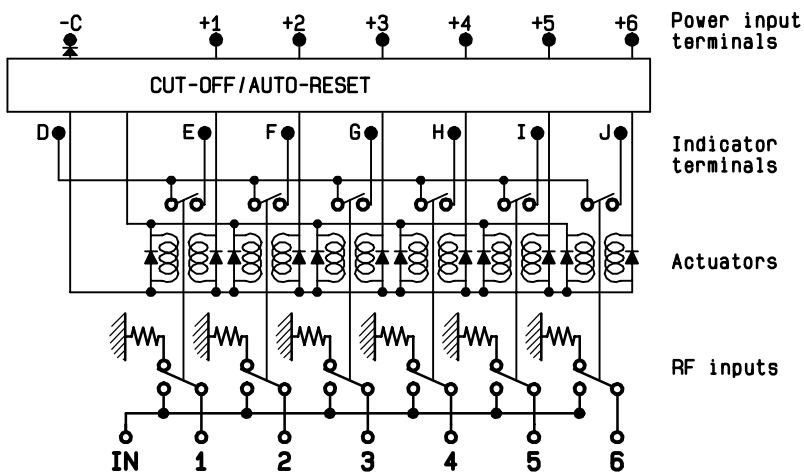 -C +1 +2 +3 +4 +5 +6 Power input
terminals
CUT-OFF/AUTO-RESET
D E F G H I J Indicator
terminals
Actuators
RF inputs
IN 1 2 3 4 5 6